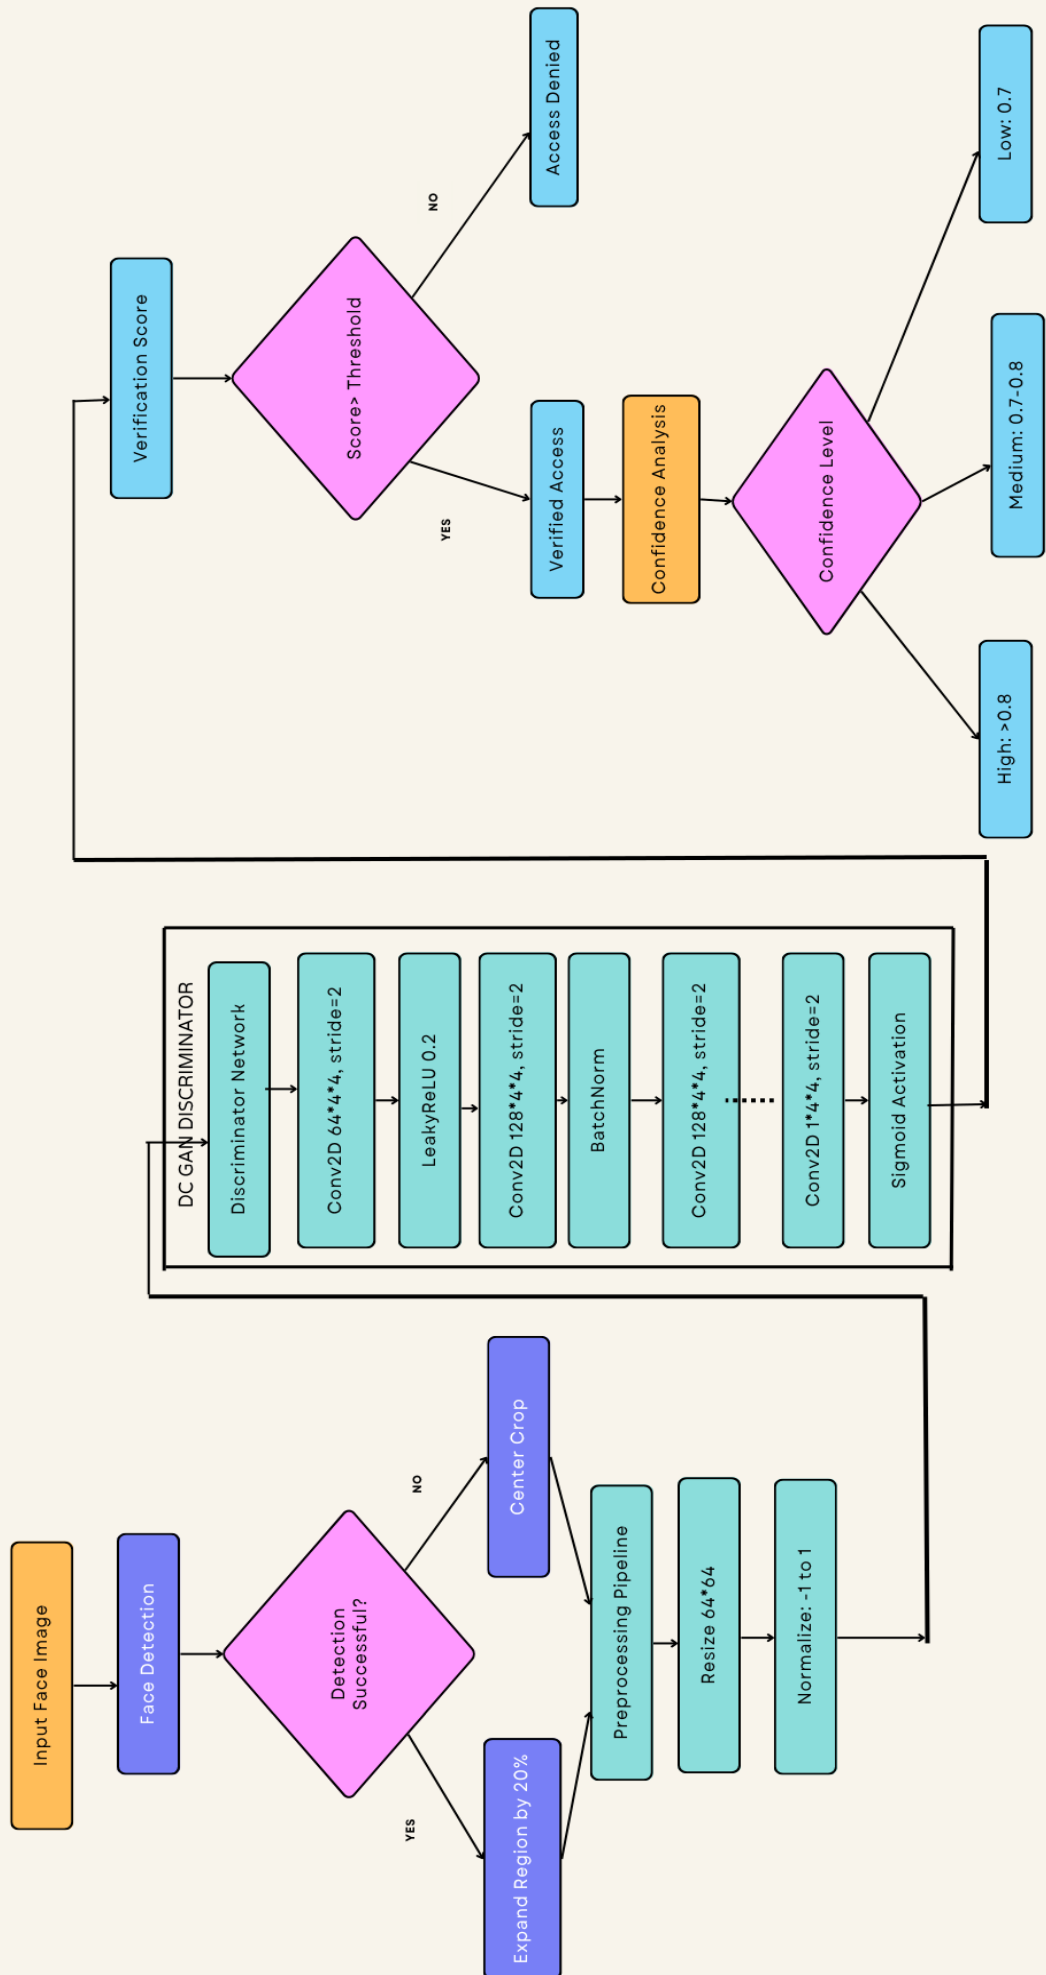 Input Face Image
Face Detection
Detection
Successful?
YES
NO
Expand Region by 20%
Center Crop
Preprocessing Pipeline
Resize 64*64
Normalize: -1 to 1
DC GAN DISCRIMINATOR
Discriminator Network
Conv2D 64*4*4, stride=2
LeakyReLU 0.2
Conv2D 128*4*4, stride=2
BatchNorm
Conv2D 128*4*4, stride=2
Conv2D 1*4*4, stride=2
Sigmoid Activation
Verification Score
Score> Threshold
YES
NO
Verified Access
Access Denied
Confidence Analysis
Confidence Level
High: >0.8
Medium: 0.7-0.8
Low: 0.7